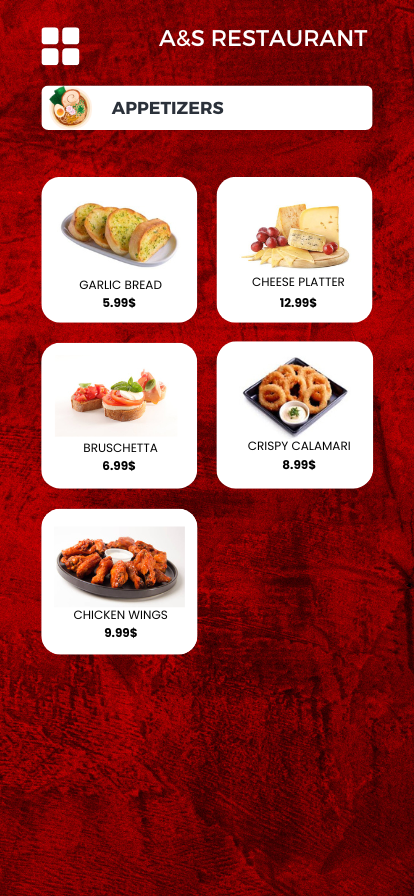 A&S RESTAURANT
APPETIZERS
GARLIC BREAD
5.99$
CHEESE PLATTER
12.99$
BRUSCHETTA
6.99$
CRISPY CALAMARI
8.99$
CHICKEN WINGS
9.99$